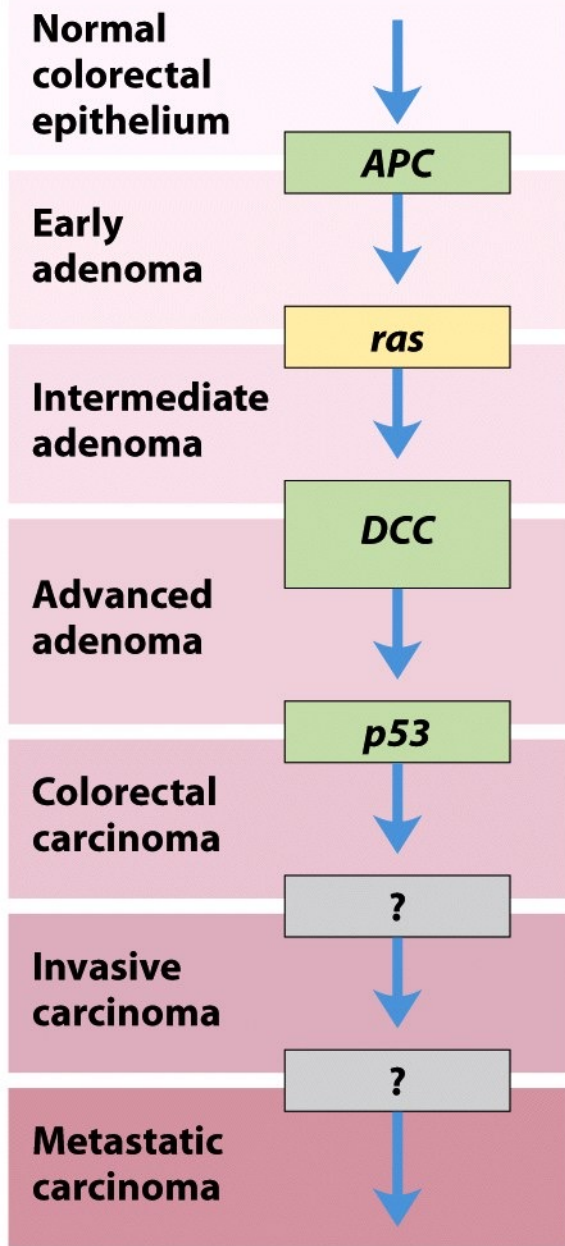 Normal
colorectal
epithelium
APC
Early
adenoma
ras
Intermediate
adenoma
DCC
Advanced
adenoma
p53
Colorectal
carcinoma
?
Invasive
carcinoma
?
Metastatic
carcinoma